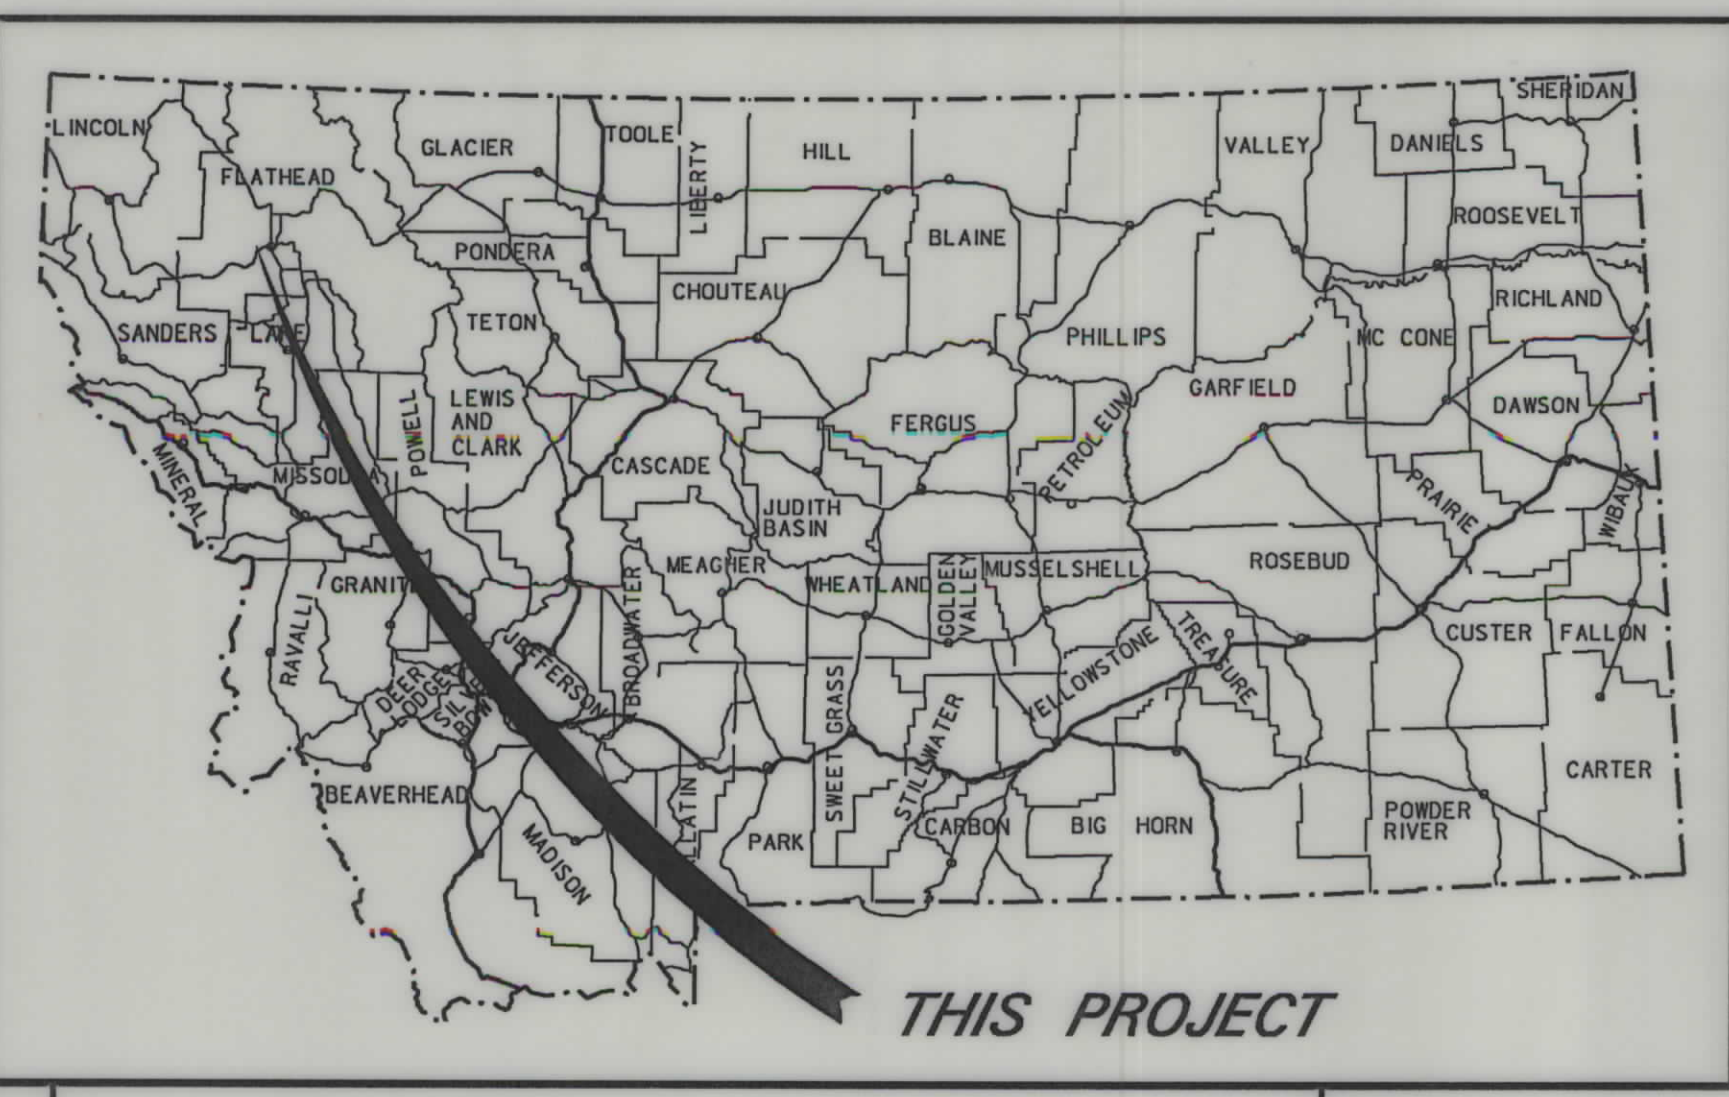 LINCOLN
FLATHEAD
GLACIER
TOOLE
LIBERTY
HILL
BLAINE
VALLEY
DANIELS
SHERIDAN
ROOSEVELT
PONDERA
CHOUTEAU
PHILLIPS
RICHLAND
SANDERS
LAKE
TETON
MC CONE
GARFIELD
DAWSON
LEWIS
AND
CLARK
POWELL
FERGUS
PETROLEUM
CASCADE
MINERAL
MISSOULA
JUDITH
BASIN
PRAIRIE
WIBAUX
MEAGHER
WHEATLAND
GOLDEN
VALLEY
MUSSELSHELL
ROSEBUD
GRANITE
RAVALLI
BROADWATER
JEFFERSON
TREASURE
CUSTER
FALLON
DEER
LODGE
YELLOWSTONE
SWEET GRASS
STILLWATER
BEAVERHEAD
MADISON
PARK
CARBON
BIG HORN
POWDER
RIVER
CARTER
THIS PROJECT